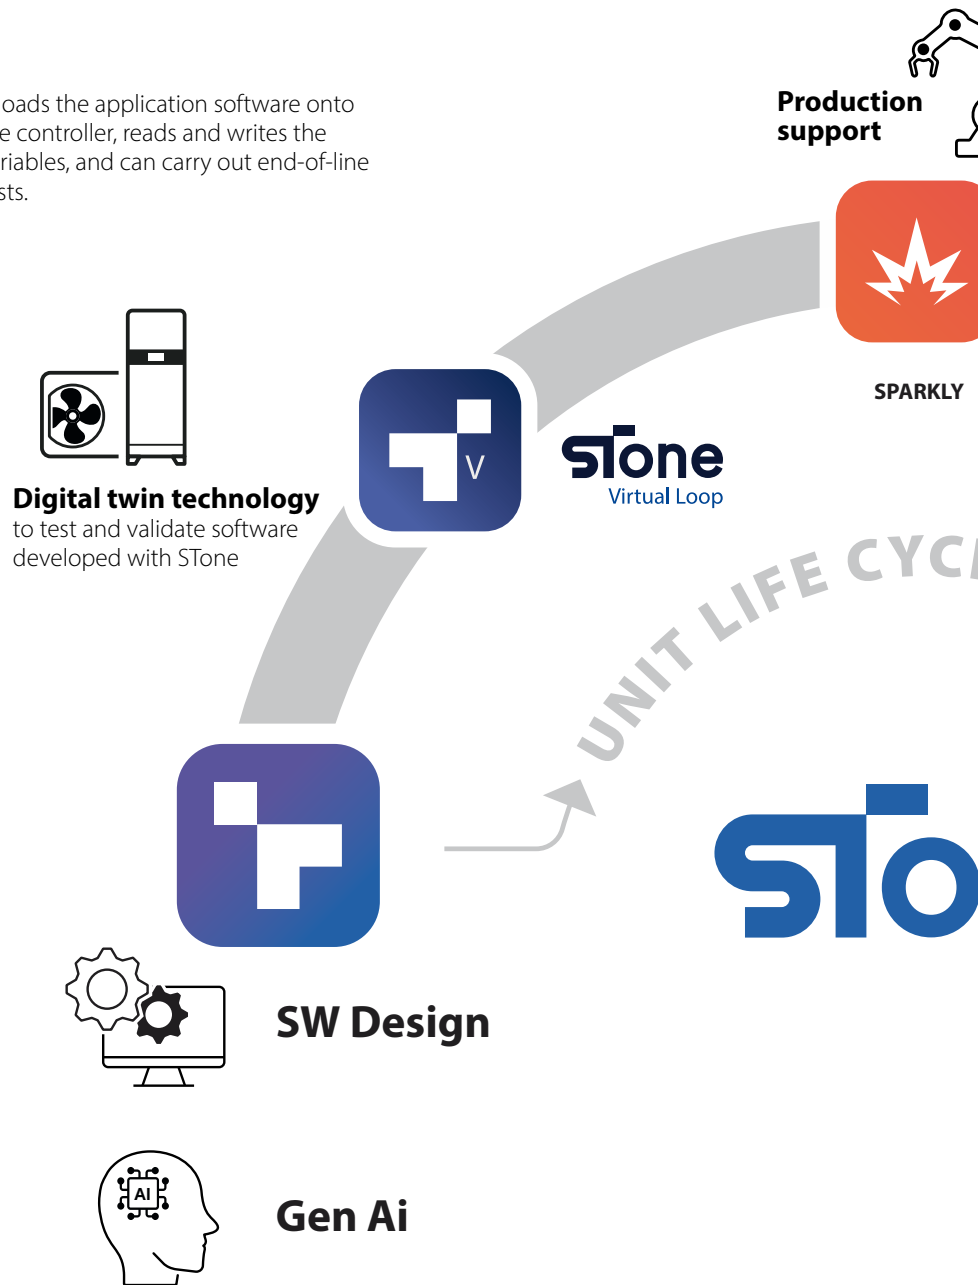 oads the application software onto
e controller, reads and writes the
riables, and can carry out end-of-line
sts.
Production
support
SPARKLY
V
STone
Virtual Loop
Digital twin technology
to test and validate software
developed with STone
UNIT LIFE CYC
STo
SW Design
AI
Gen Ai